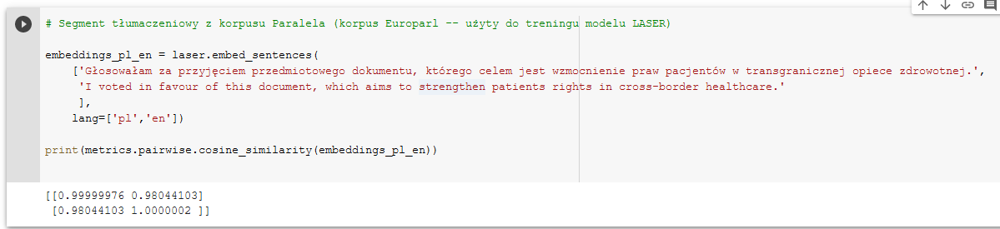 # Segment tłumaczeniowy z korpusu Paralela (korpus Europarl -- użyty do treningu modelu LASER)
embeddings_pl_en = laser.embed_sentences(
['Głosowałam za przyjęciem przedmiotowego dokumentu, którego celem jest wzmocnienie praw pacjentów w transgranicznej opiece zdrowotnej.',
'I voted in favour of this document, which aims to strengthen patients rights in cross-border healthcare.'
],
lang=['pl','en'])
print(metrics.pairwise.cosine_similarity(embeddings_pl_en))
[[0.99999976 0.98044103]
[0.98044103 1.0000002 ]]